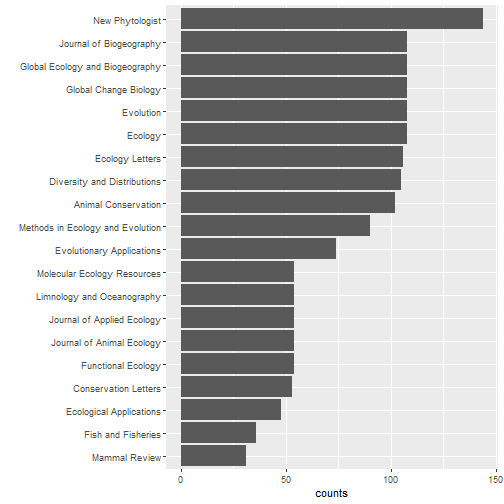 New Phytologist
Journal of Biogeography
Global Ecology and Biogeography
Global Change Biology
Evolution
Ecology
Ecology Letters
Diversity and Distributions
Animal Conservation
Methods in Ecology and Evolution
Evolutionary Applications
Molecular Ecology Resources
Limnology and Oceanography
Journal of Applied Ecology
Journal of Animal Ecology
Functional Ecology
Conservation Letters
Ecological Applications
Fish and Fisheries
Mammal Review
0 50 100 150
counts